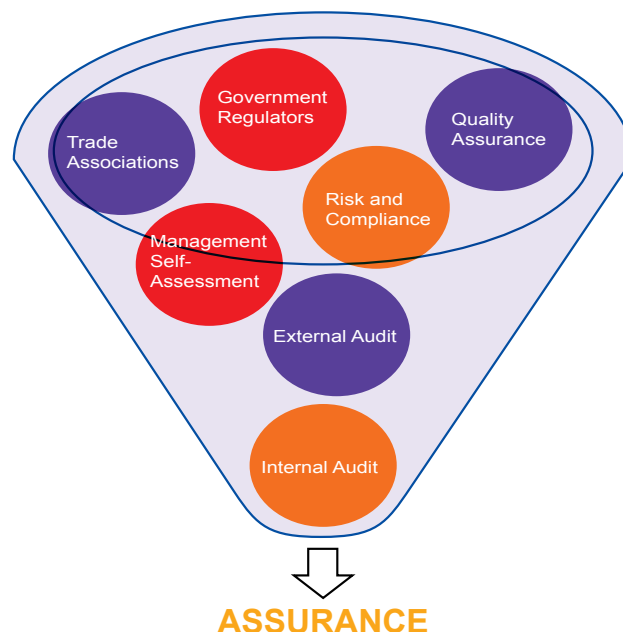 Government
Regulators
Quality
Assurance
Trade
Associations
Risk and
Compliance
Management
Self-
Assessment
External Audit
Internal Audit
ASSURANCE